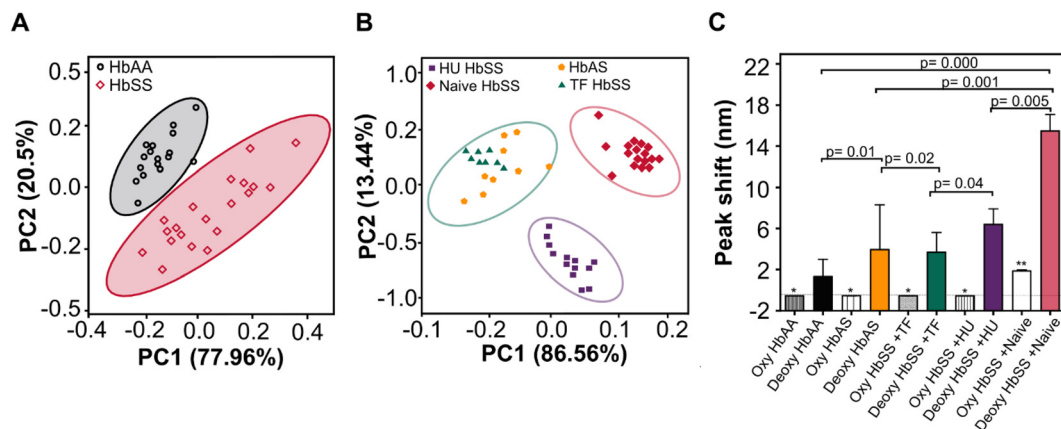 A
HbAA
HbSS
0.5
0.2
0.0
-0.2
-0.5
-0.4
-0.2
0.0
0.2
0.4
PC2 (20.5%)
PC1 (77.96%)
B
HU HbSS
HbAS
Naive HbSS
TF HbSS
1.0
0.2
0.0
-0.5
-1.0
-0.1
-0.2
0.0
0.1
0.2
PC2 (13.44%)
PC1 (86.56%)
C
Peak shift (nm)
22
18
14
10
6
2
-2
p= 0.000
p= 0.001
p= 0.005
p= 0.01
p= 0.02
p= 0.04
*
*
*
*
**
Oxy HbAA
Deoxy HbAA
Oxy HbAS
Deoxy HbAS
Oxy HbSS +TF
Deoxy HbSS +TF
Oxy HbSS +HU
Deoxy HbSS +HU
Oxy HbSS +Naive
Deoxy HbSS +Naive